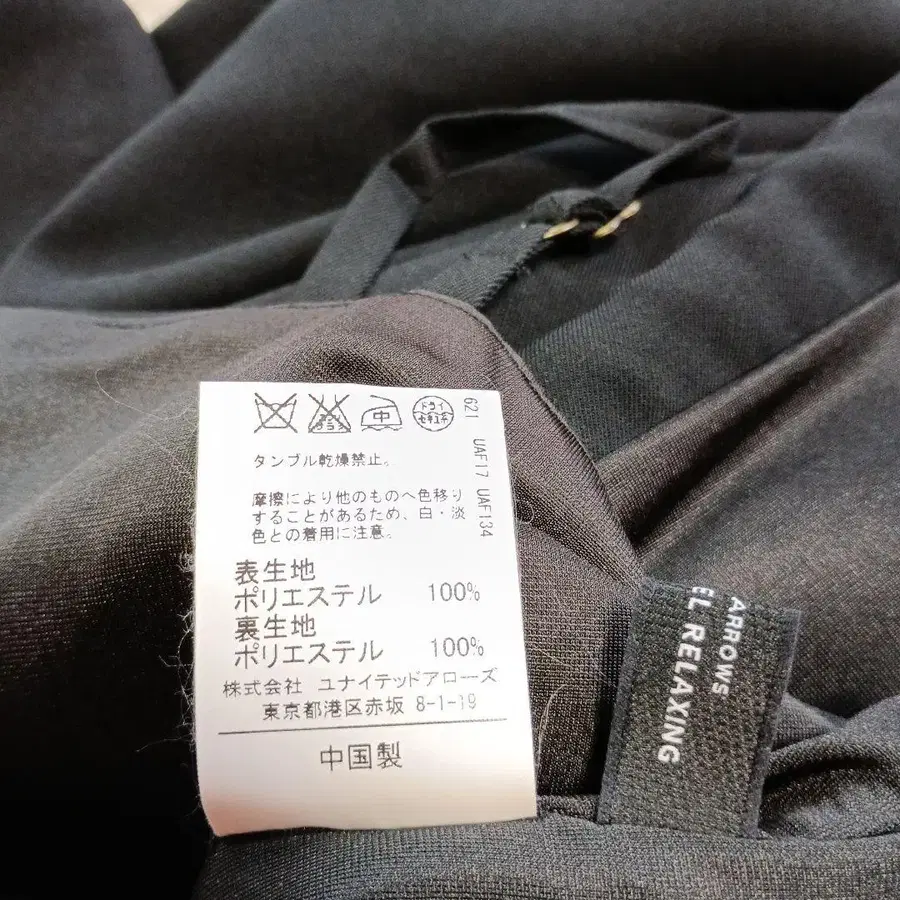 中
ドライ
セキユ系
621 UAF17 UAF134
タンブル乾燥禁止。
摩擦により他のものへ色移り
することがあるため、白・淡
色との着用に注意。
表生地
ポリエステル 100%
裏生地
ポリエステル 100%
株式会社 ユナイテッドアローズ
東京都港区赤坂 8-1-19
中国製
ARROWS
EL RELAXING